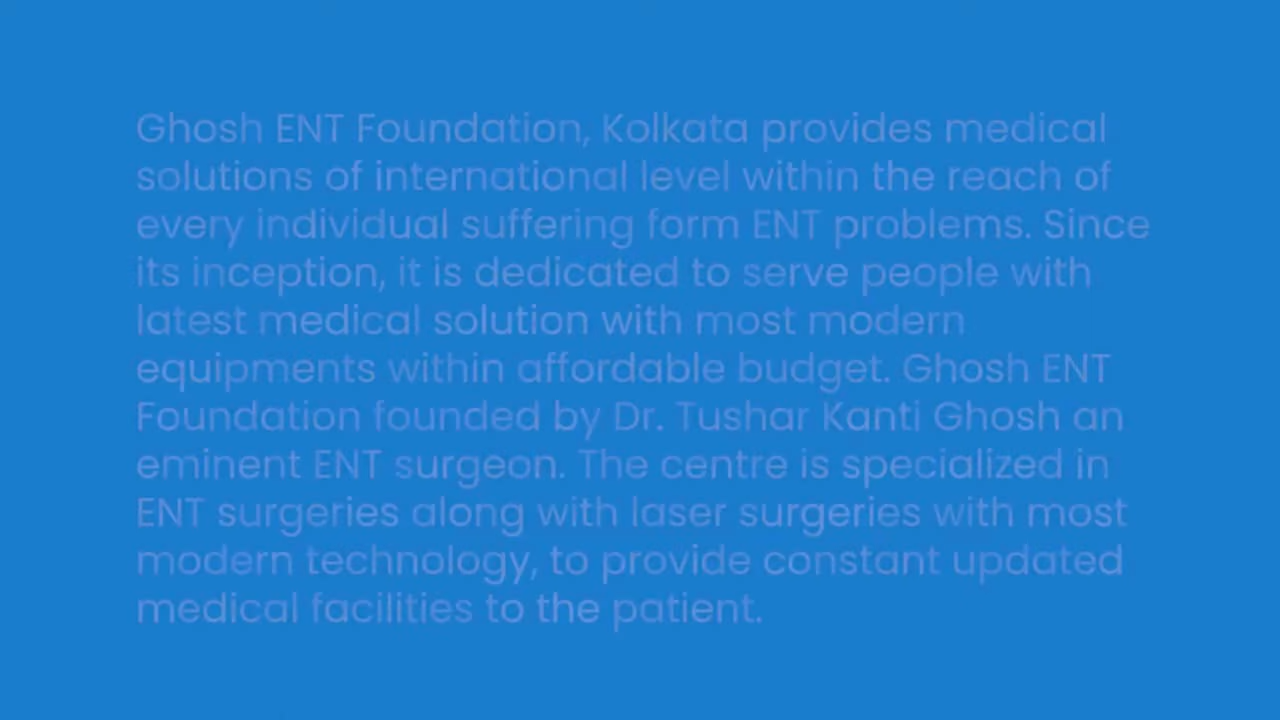 Ghosh ENT Foundation, Kolkata provides medical
solutions of international level within the reach of
every individual suffering form ENT problems. Since
its inception, it is dedicated to serve people with
latest medical solution with most modern
equipments within affordable budget. Ghosh ENT
Foundation founded by Dr. Tushar Kanti Ghosh an
eminent ENT surgeon. The centre is specialized in
ENT surgeries along with laser surgeries with most
modern technology, to provide constant updated
medical facilities to the patient.